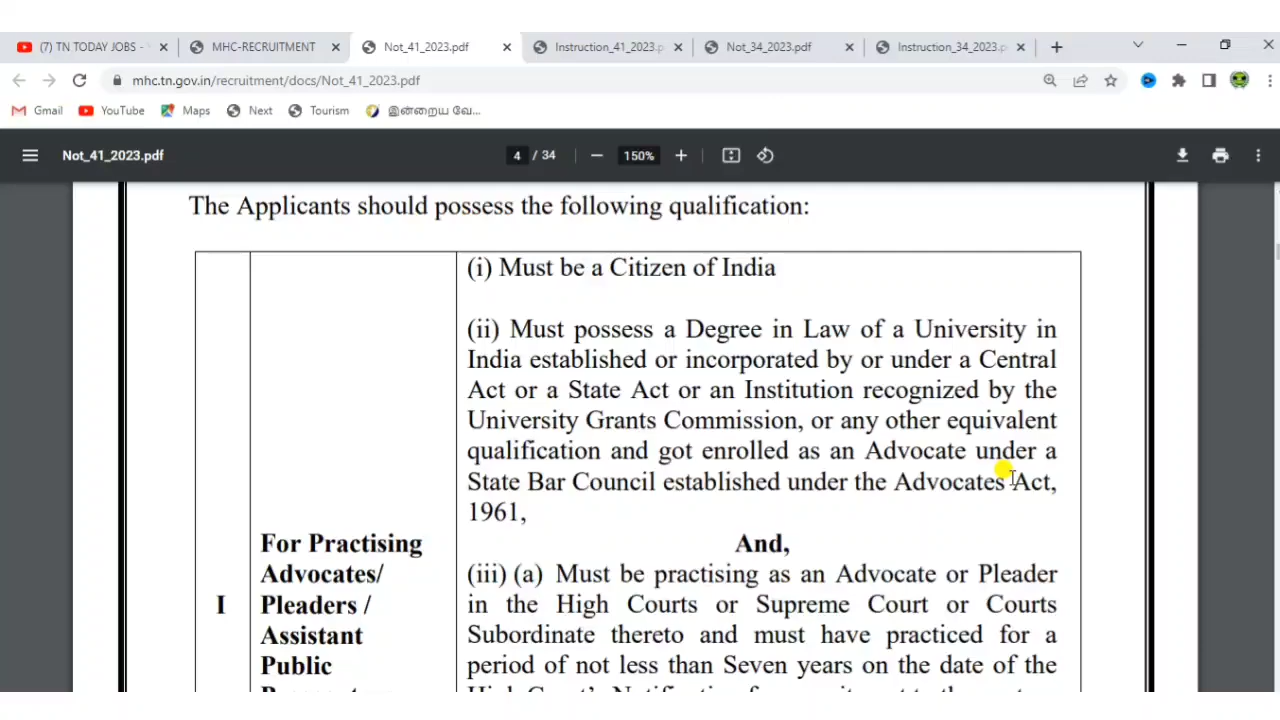 (7) TN TODAY JOBS -
MHC-RECRUITMENT
Not_41_2023.pdf
Instruction_41_2023.p
Not_34_2023.pdf
Instruction_34_2023.p
mhc.tn.gov.in/recruitment/docs/Not_41_2023.pdf
Gmail
YouTube
Maps
Next
Tourism
இன்றைய வே...
Not_41_2023.pdf
4 / 34
150%
The Applicants should possess the following qualification:
(i) Must be a Citizen of India
(ii) Must possess a Degree in Law of a University in
India established or incorporated by or under a Central
Act or a State Act or an Institution recognized by the
University Grants Commission, or any other equivalent
qualification and got enrolled as an Advocate under a
State Bar Council established under the Advocates Act,
1961,
And,
I
For Practising
Advocates/
Pleaders /
Assistant
Public
(iii) (a) Must be practising as an Advocate or Pleader
in the High Courts or Supreme Court or Courts
Subordinate thereto and must have practiced for a
period of not less than Seven years on the date of the